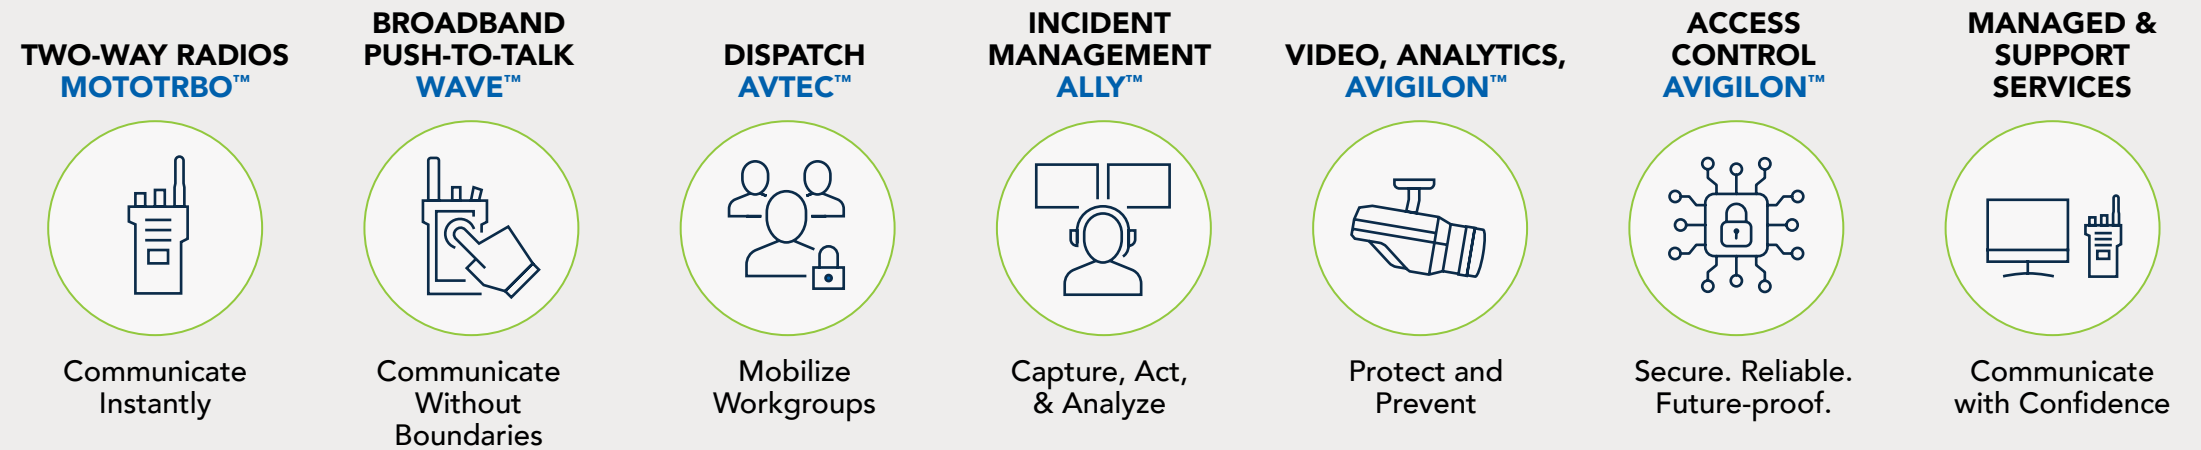 TWO-WAY RADIOS
MOTOTRBO™
Communicate
Instantly
BROADBAND
PUSH-TO-TALK
WAVE™
Communicate
Without
Boundaries
DISPATCH
AVTEC™
Mobilize
Workgroups
INCIDENT
MANAGEMENT
ALLY™
Capture, Act,
& Analyze
VIDEO, ANALYTICS,
AVIGILON™
Protect and
Prevent
ACCESS
CONTROL
AVIGILON™
Secure. Reliable.
Future-proof.
MANAGED &
SUPPORT
SERVICES
Communicate
with Confidence